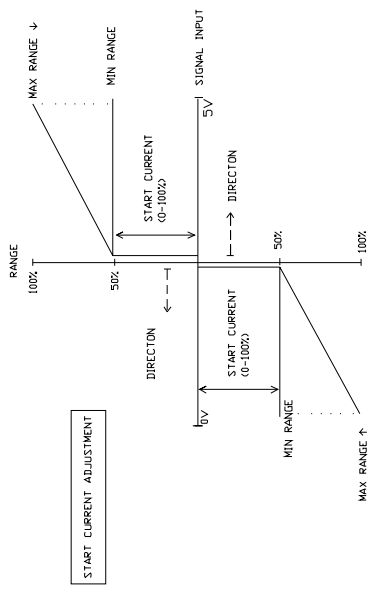 START CURRENT ADJUSTMENT
RANGE
100%
50%
MAX RANGE ↓
MIN RANGE
START CURRENT
(0-100%)
SIGNAL INPUT
5V
DIRECTON
DIRECTON
0V
START CURRENT
(0-100%)
50%
100%
MIN RANGE
MAX RANGE ↑